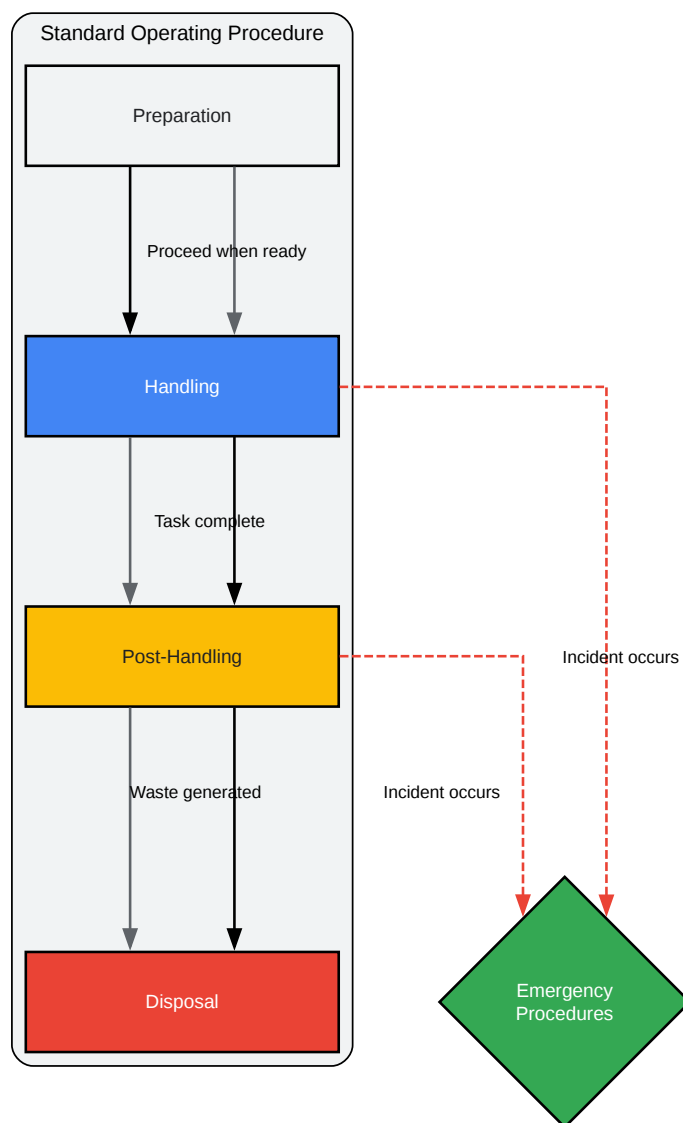 Standard Operating Procedure
Preparation
Proceed when ready
Handling
Task complete
Post-Handling
Incident occurs
Waste generated
Incident occurs
Disposal
Emergency
Procedures